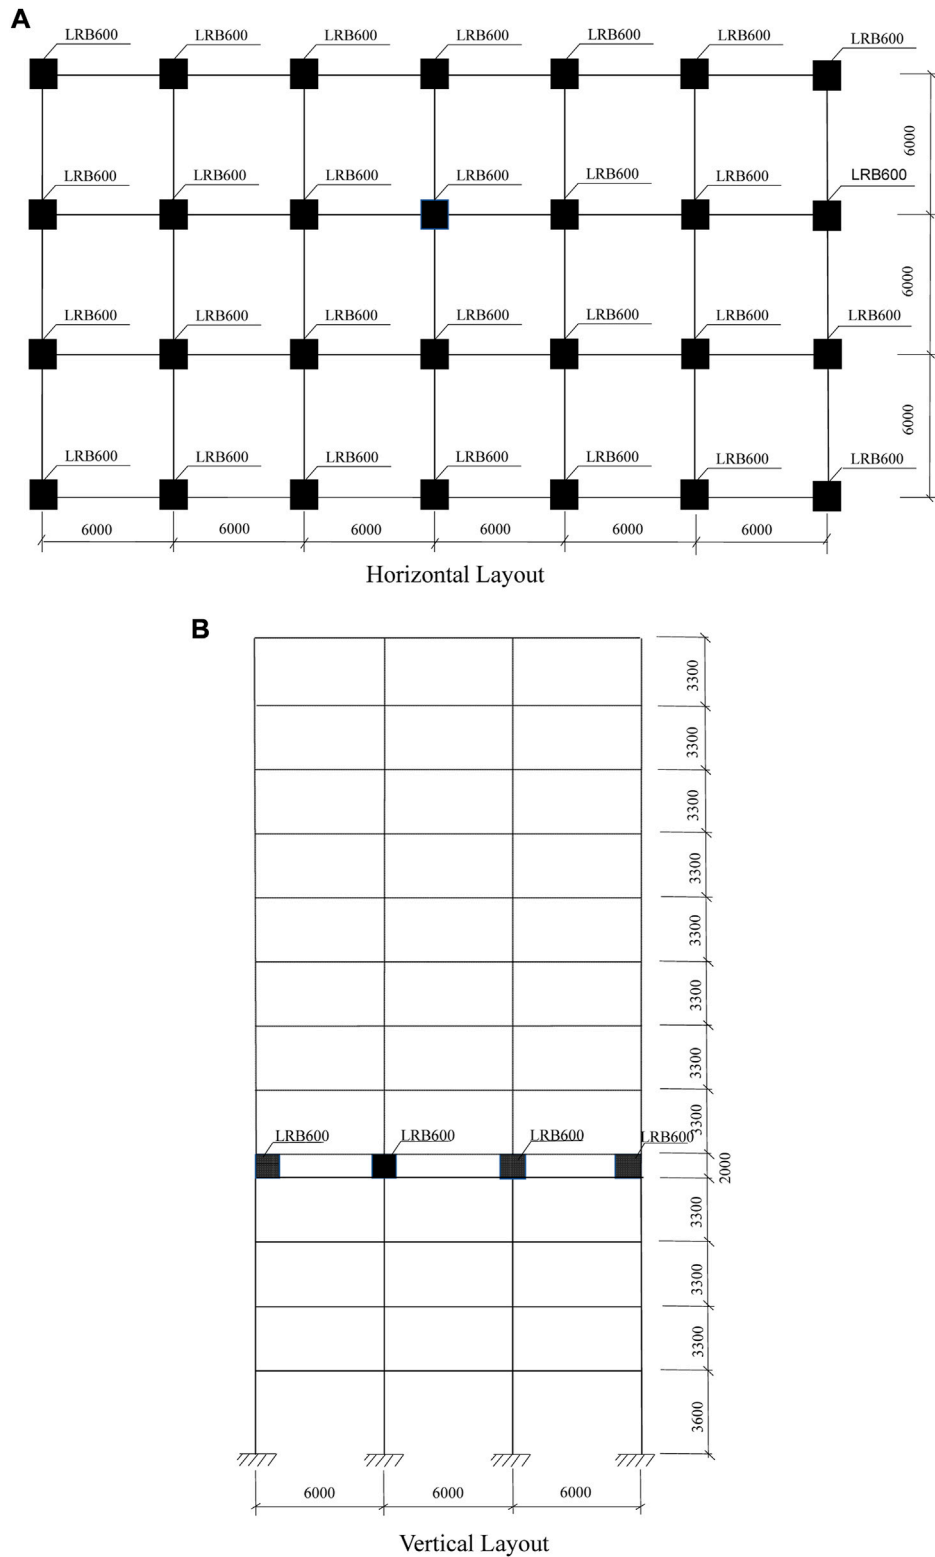 A
LRB600 LRB600 LRB600 LRB600 LRB600 LRB600 LRB600
6000
LRB600 LRB600 LRB600 LRB600 LRB600 LRB600 LRB600
6000
LRB600 LRB600 LRB600 LRB600 LRB600 LRB600 LRB600
6000
LRB600 LRB600 LRB600 LRB600 LRB600 LRB600 LRB600
6000 6000 6000 6000 6000 6000
Horizontal Layout
B
3300
3300
3300
3300
3300
3300
3300
3300
LRB600 LRB600 LRB600 LRB600
2000
3300
3300
3300
3600
6000 6000 6000
Vertical Layout